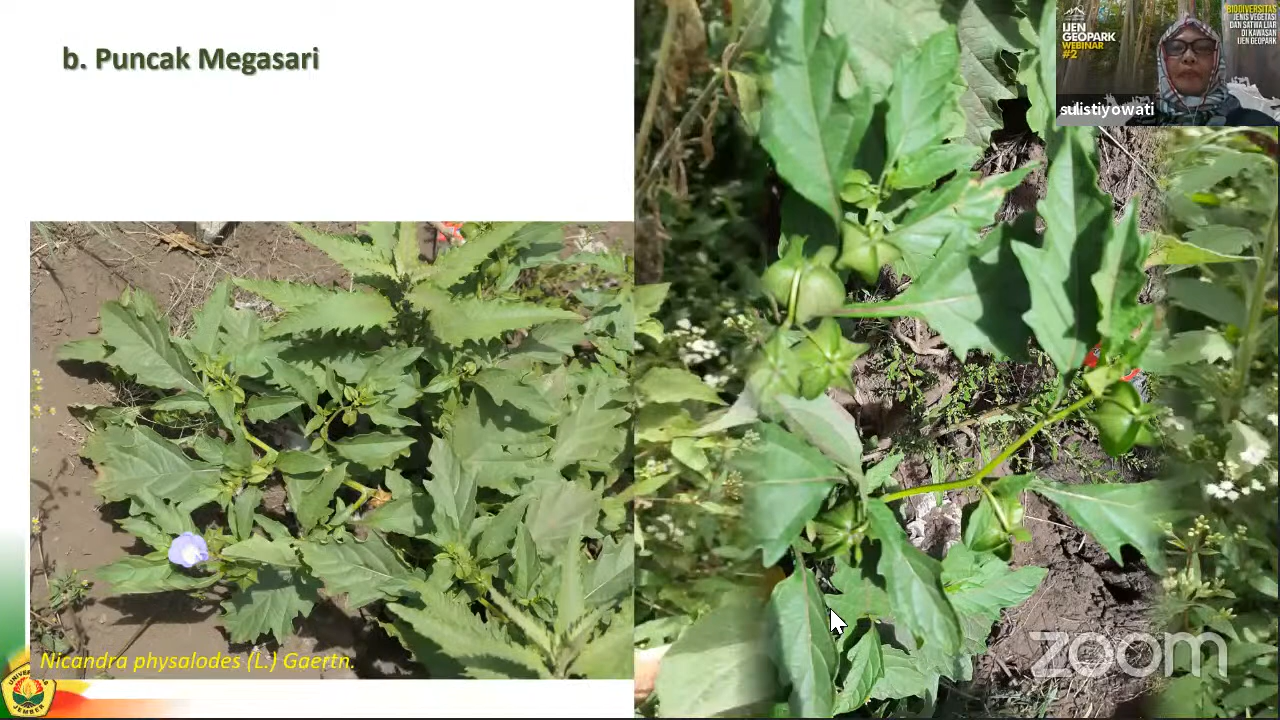 b. Puncak Megasari
IJEN
GEOPARK
WEBINAR
#2
BIODIVERSITAS
JENIS VEGETASI
DAN SATWA LIAR
DI KAWASAN
IJEN GEOPARK
sulistiyowati
Nicandra physalodes (L.) Gaertn.
JEMBER
zoom